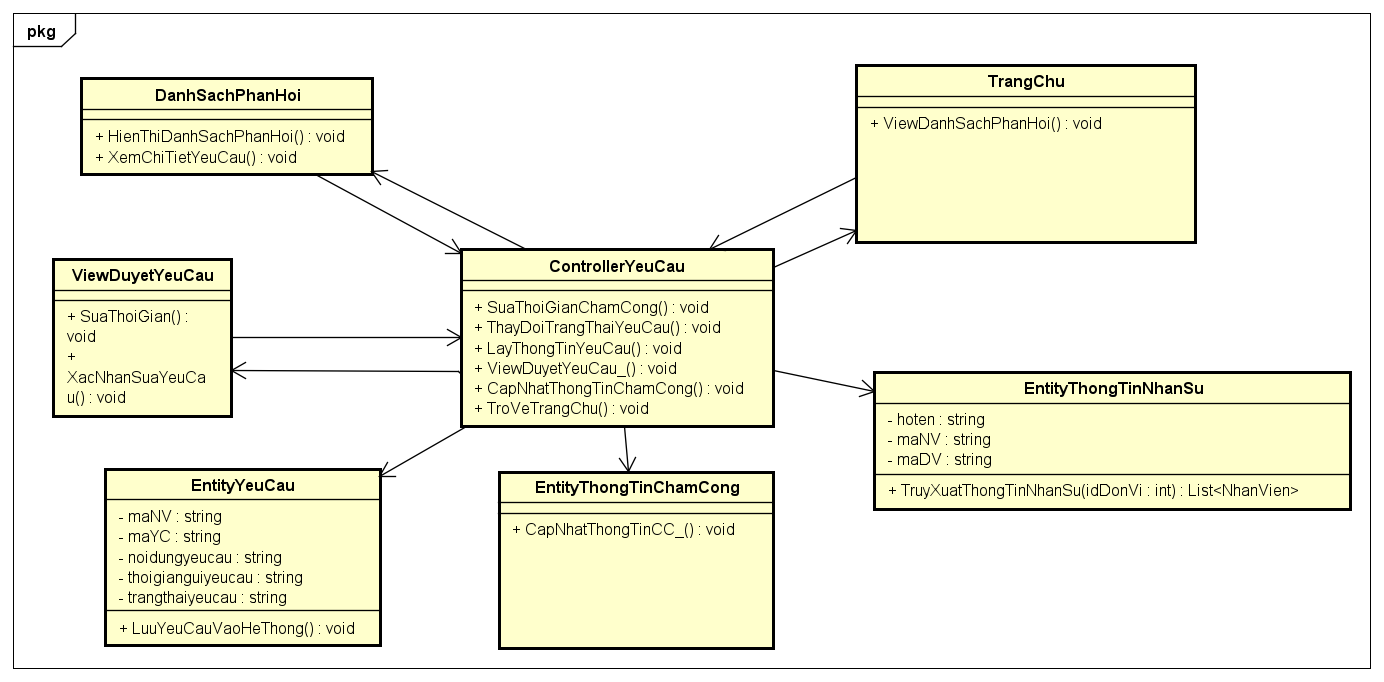 pkg
DanhSachPhanHoi
+ HienThiDanhSachPhanHoi() : void
+ XemChiTietYeuCau() : void
TrangChu
+ ViewDanhSachPhanHoi() : void
ViewDuyetYeuCau
+ SuaThoiGian() :
void
+
XacNhanSuaYeuCa
u() : void
ControllerYeuCau
+ SuaThoiGianChamCong() : void
+ ThayDoiTrangThaiYeuCau() : void
+ LayThongTinYeuCau() : void
+ ViewDuyetYeuCau_() : void
+ CapNhatThongTinChamCong() : void
+ TroVeTrangChu() : void
EntityThongTinNhanSu
- hoten : string
- maNV : string
- maDV : string
+ TruyXuatThongTinNhanSu(idDonVi : int) : List<NhanVien>
EntityYeuCau
- maNV : string
- maYC : string
- noidungyeucau : string
- thoigianguiyeucau : string
- trangthaiyeucau : string
+ LuuYeuCauVaoHeThong() : void
EntityThongTinChamCong
+ CapNhatThongTinCC_() : void